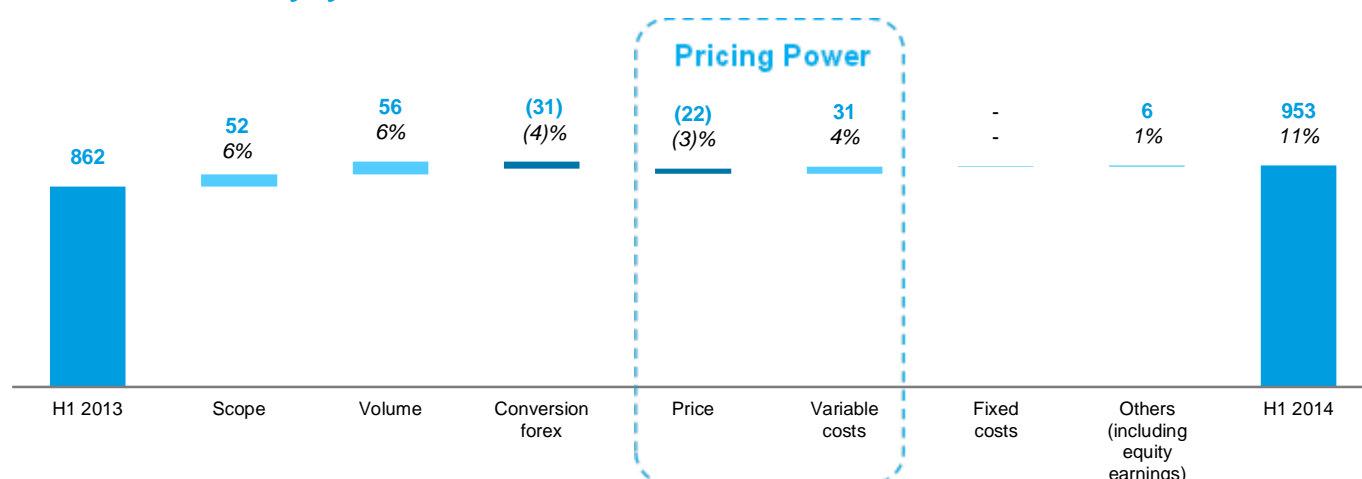 Pricing Power
862
52
6%
56
6%
(31)
(4)%
(22)
(3)%
31
4%
-
-
6
1%
953
11%
H1 2013
Scope
Volume
Conversion
forex
Price
Variable
costs
Fixed
costs
Others
(including
equity
earnings)
H1 2014